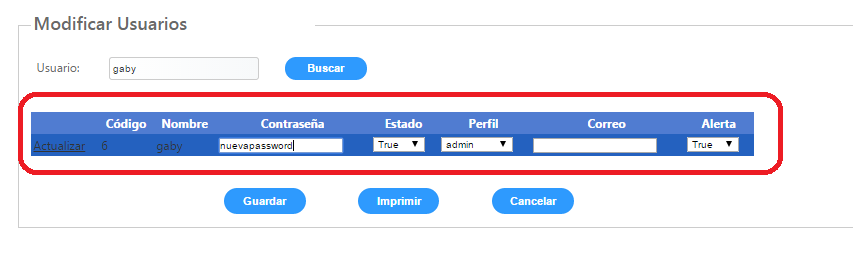 Modificar Usuarios
Usuario: gaby Buscar
Código Nombre Contraseña Estado Perfil Correo Alerta
Actualizar 6 gaby nuevapassword True admin True
Guardar Imprimir Cancelar